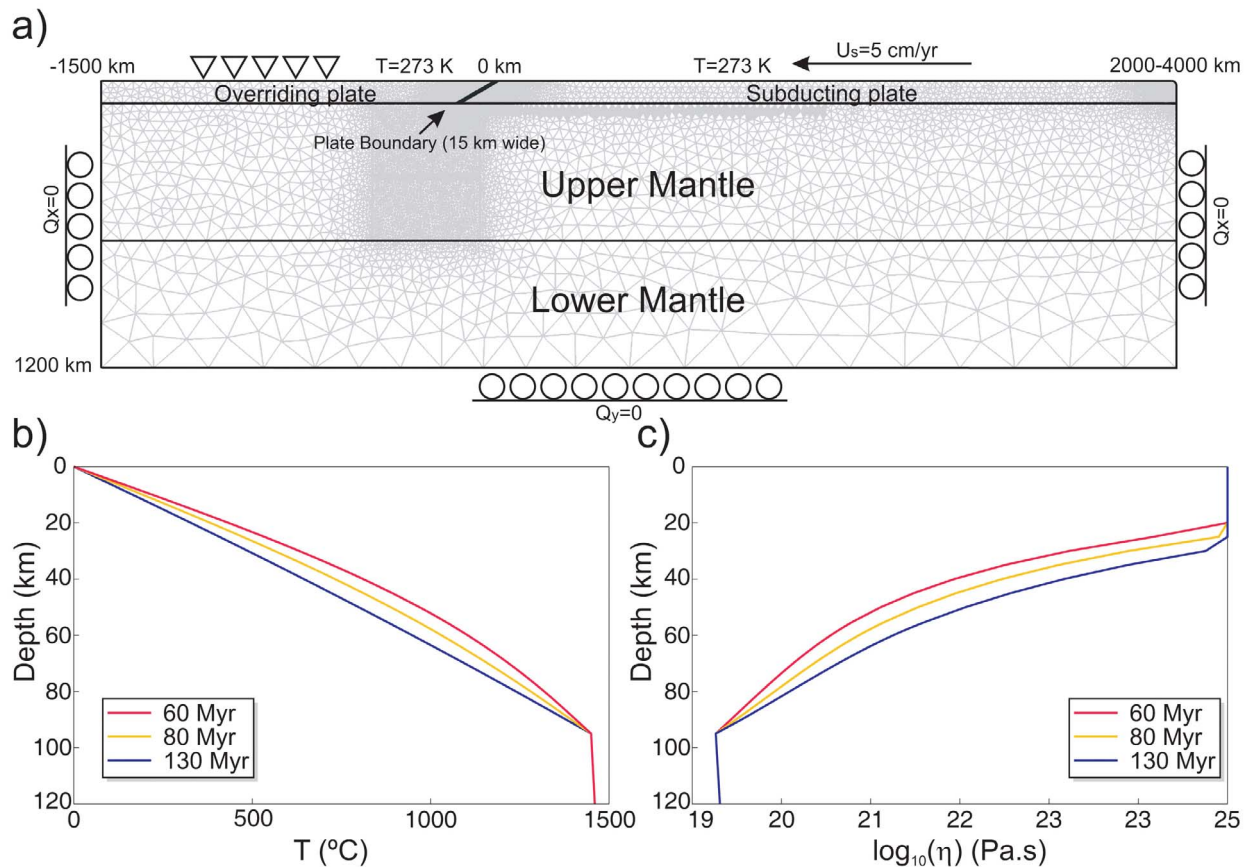 a)
-1500 km T=273 K 0 km T=273 K Us=5 cm/yr 2000-4000 km
Overriding plate Subducting plate
Plate Boundary (15 km wide)
Upper Mantle
Qx=0 Qx=0
Lower Mantle
1200 km
Qy=0
b)
0
20
40
60
80
100
120
Depth (km)
60 Myr
80 Myr
130 Myr
0 500 1000 1500
T (ºC)
c)
0
20
40
60
80
100
120
Depth (km)
60 Myr
80 Myr
130 Myr
19 20 21 22 23 23 25
log₁₀(η) (Pa.s)